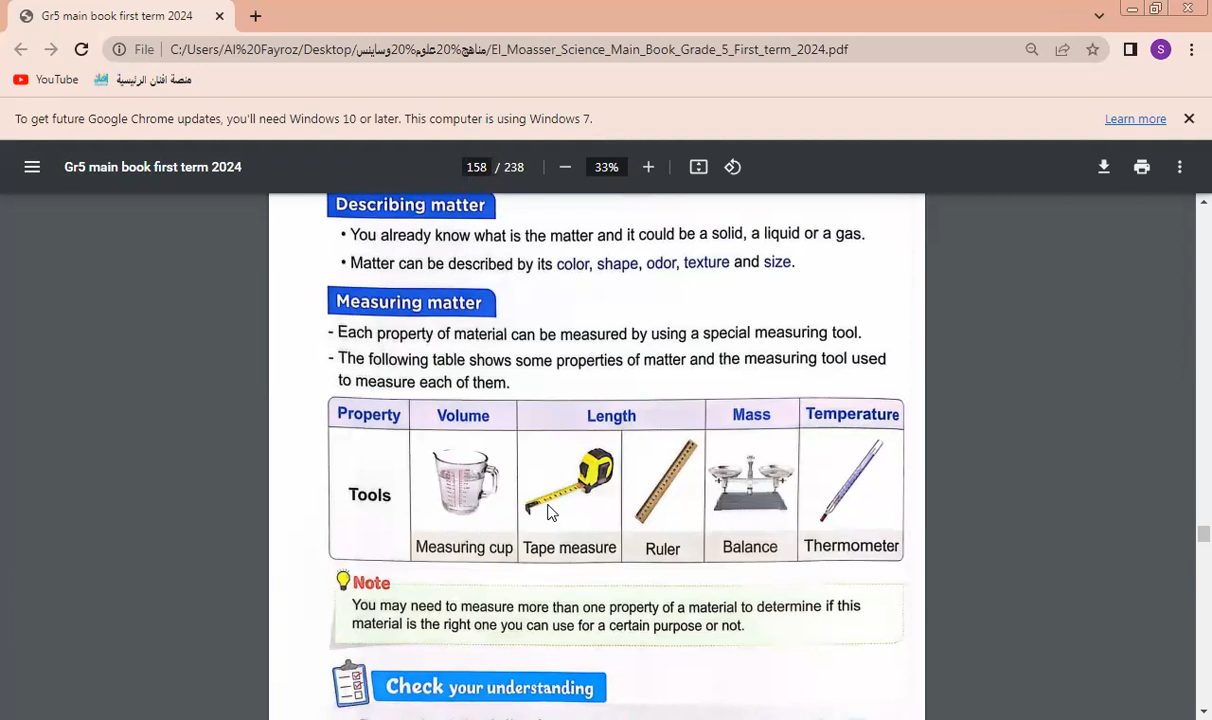 Gr5 main book first term 2024
File C:/Users/Al%20Fayroz/Desktop/مناهج%20علوم%20وساينس/El_Moasser_Science_Main_Book_Grade_5_First_term_2024.pdf
S
YouTube منصة افنان الرئيسية
To get future Google Chrome updates, you'll need Windows 10 or later. This computer is using Windows 7. Learn more
Gr5 main book first term 2024 158 / 238 33%
Describing matter
• You already know what is the matter and it could be a solid, a liquid or a gas.
• Matter can be described by its color, shape, odor, texture and size.
Measuring matter
- Each property of material can be measured by using a special measuring tool.
- The following table shows some properties of matter and the measuring tool used
to measure each of them.
Property Volume Length Mass Temperature
Tools
Measuring cup Tape measure Ruler Balance Thermometer
Note
You may need to measure more than one property of a material to determine if this
material is the right one you can use for a certain purpose or not.
Check your understanding